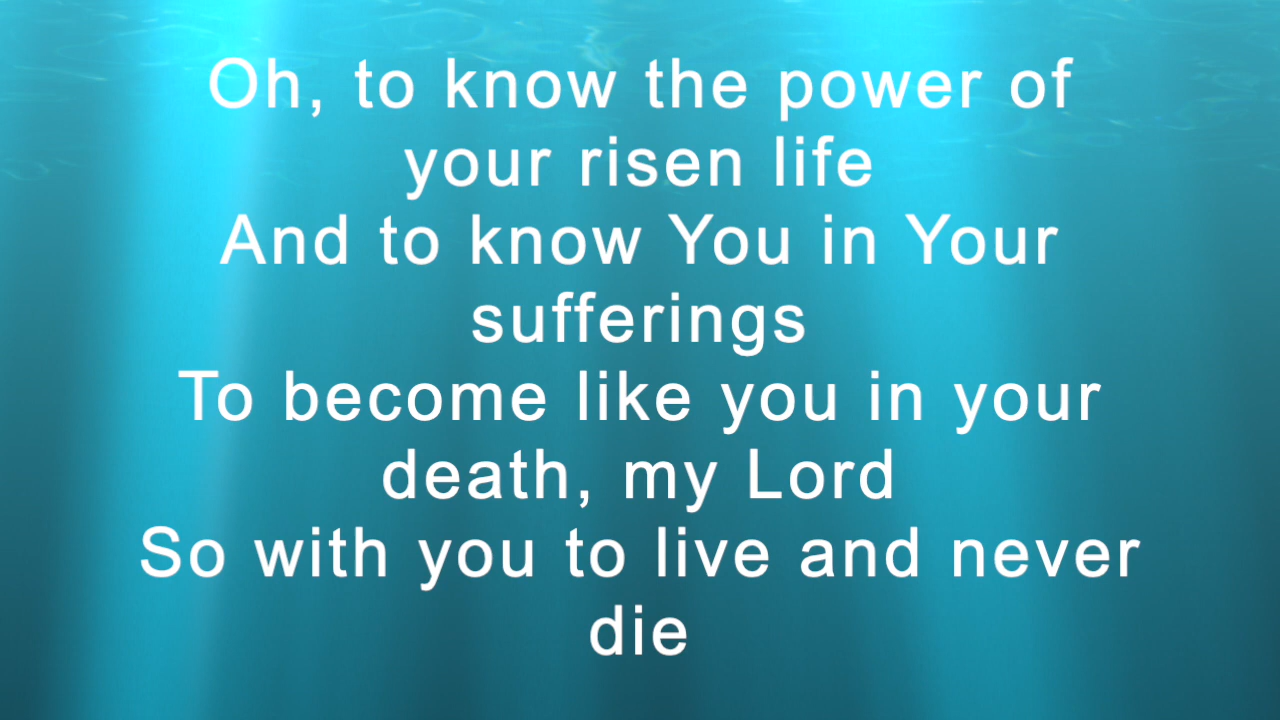 Oh, to know the power of
your risen life
And to know You in Your
sufferings
To become like you in your
death, my Lord
So with you to live and never
die